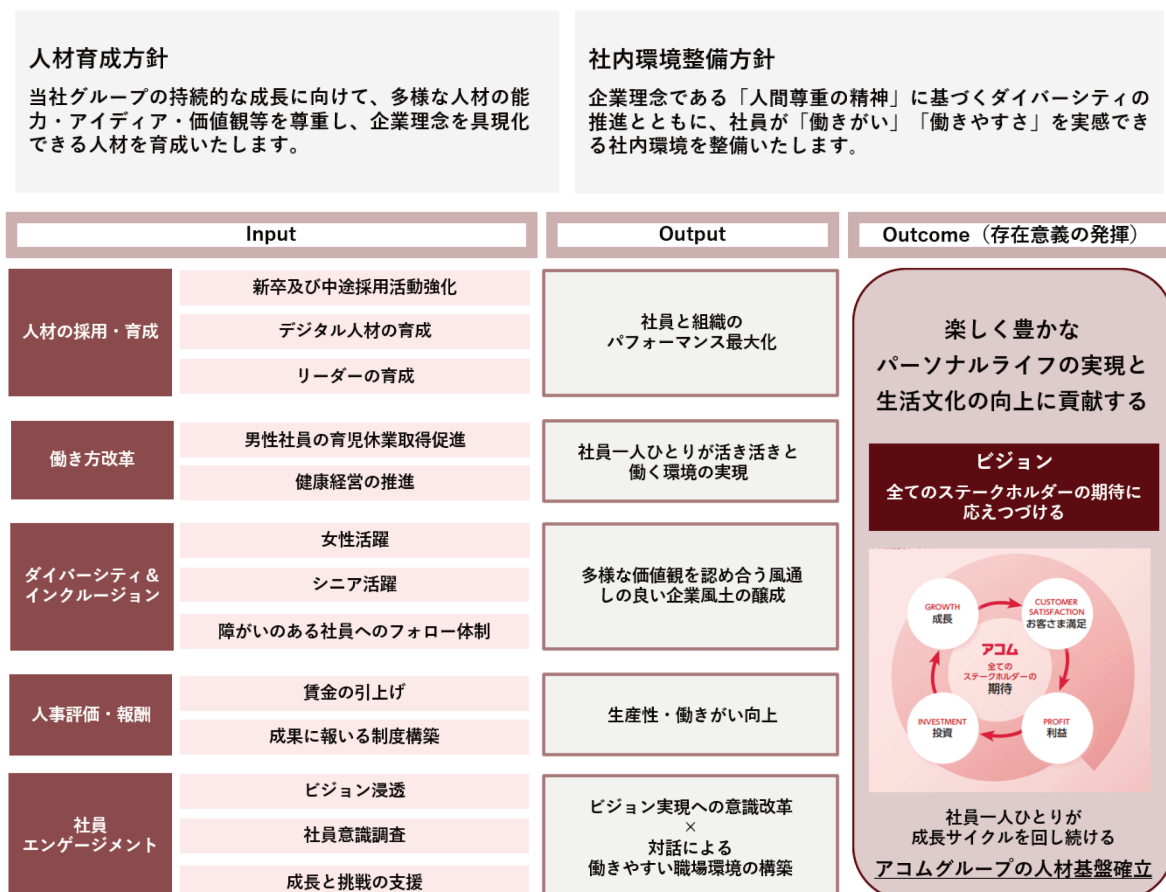 人材育成方針
当社グループの持続的な成長に向けて、多様な人材の能
力・アイディア・価値観等を尊重し、企業理念を具現化
できる人材を育成いたします。
社内環境整備方針
企業理念である「人間尊重の精神」に基づくダイバーシティの
推進とともに、社員が「働きがい」「働きやすさ」を実感でき
る社内環境を整備いたします。
Input
Output
Outcome（存在意義の発揮）
人材の採用・育成
新卒及び中途採用活動強化
デジタル人材の育成
リーダーの育成
社員と組織の
パフォーマンス最大化
働き方改革
男性社員の育児休業取得促進
健康経営の推進
社員一人ひとりが活き活きと
働く環境の実現
ダイバーシティ＆
インクルージョン
女性活躍
シニア活躍
障がいのある社員へのフォロー体制
多様な価値観を認め合う風通
しの良い企業風土の醸成
人事評価・報酬
賃金の引上げ
成果に報いる制度構築
生産性・働きがい向上
社員
エンゲージメント
ビジョン浸透
社員意識調査
成長と挑戦の支援
ビジョン実現への意識改革
×
対話による
働きやすい職場環境の構築
楽しく豊かな
パーソナルライフの実現と
生活文化の向上に貢献する
ビジョン
全てのステークホルダーの期待に
応えつづける
GROWTH
成長
CUSTOMER
SATISFACTION
お客さま満足
アコム
全ての
ステークホルダーの
期待
INVESTMENT
投資
PROFIT
利益
社員一人ひとりが
成長サイクルを回し続ける
アコムグループの人材基盤確立